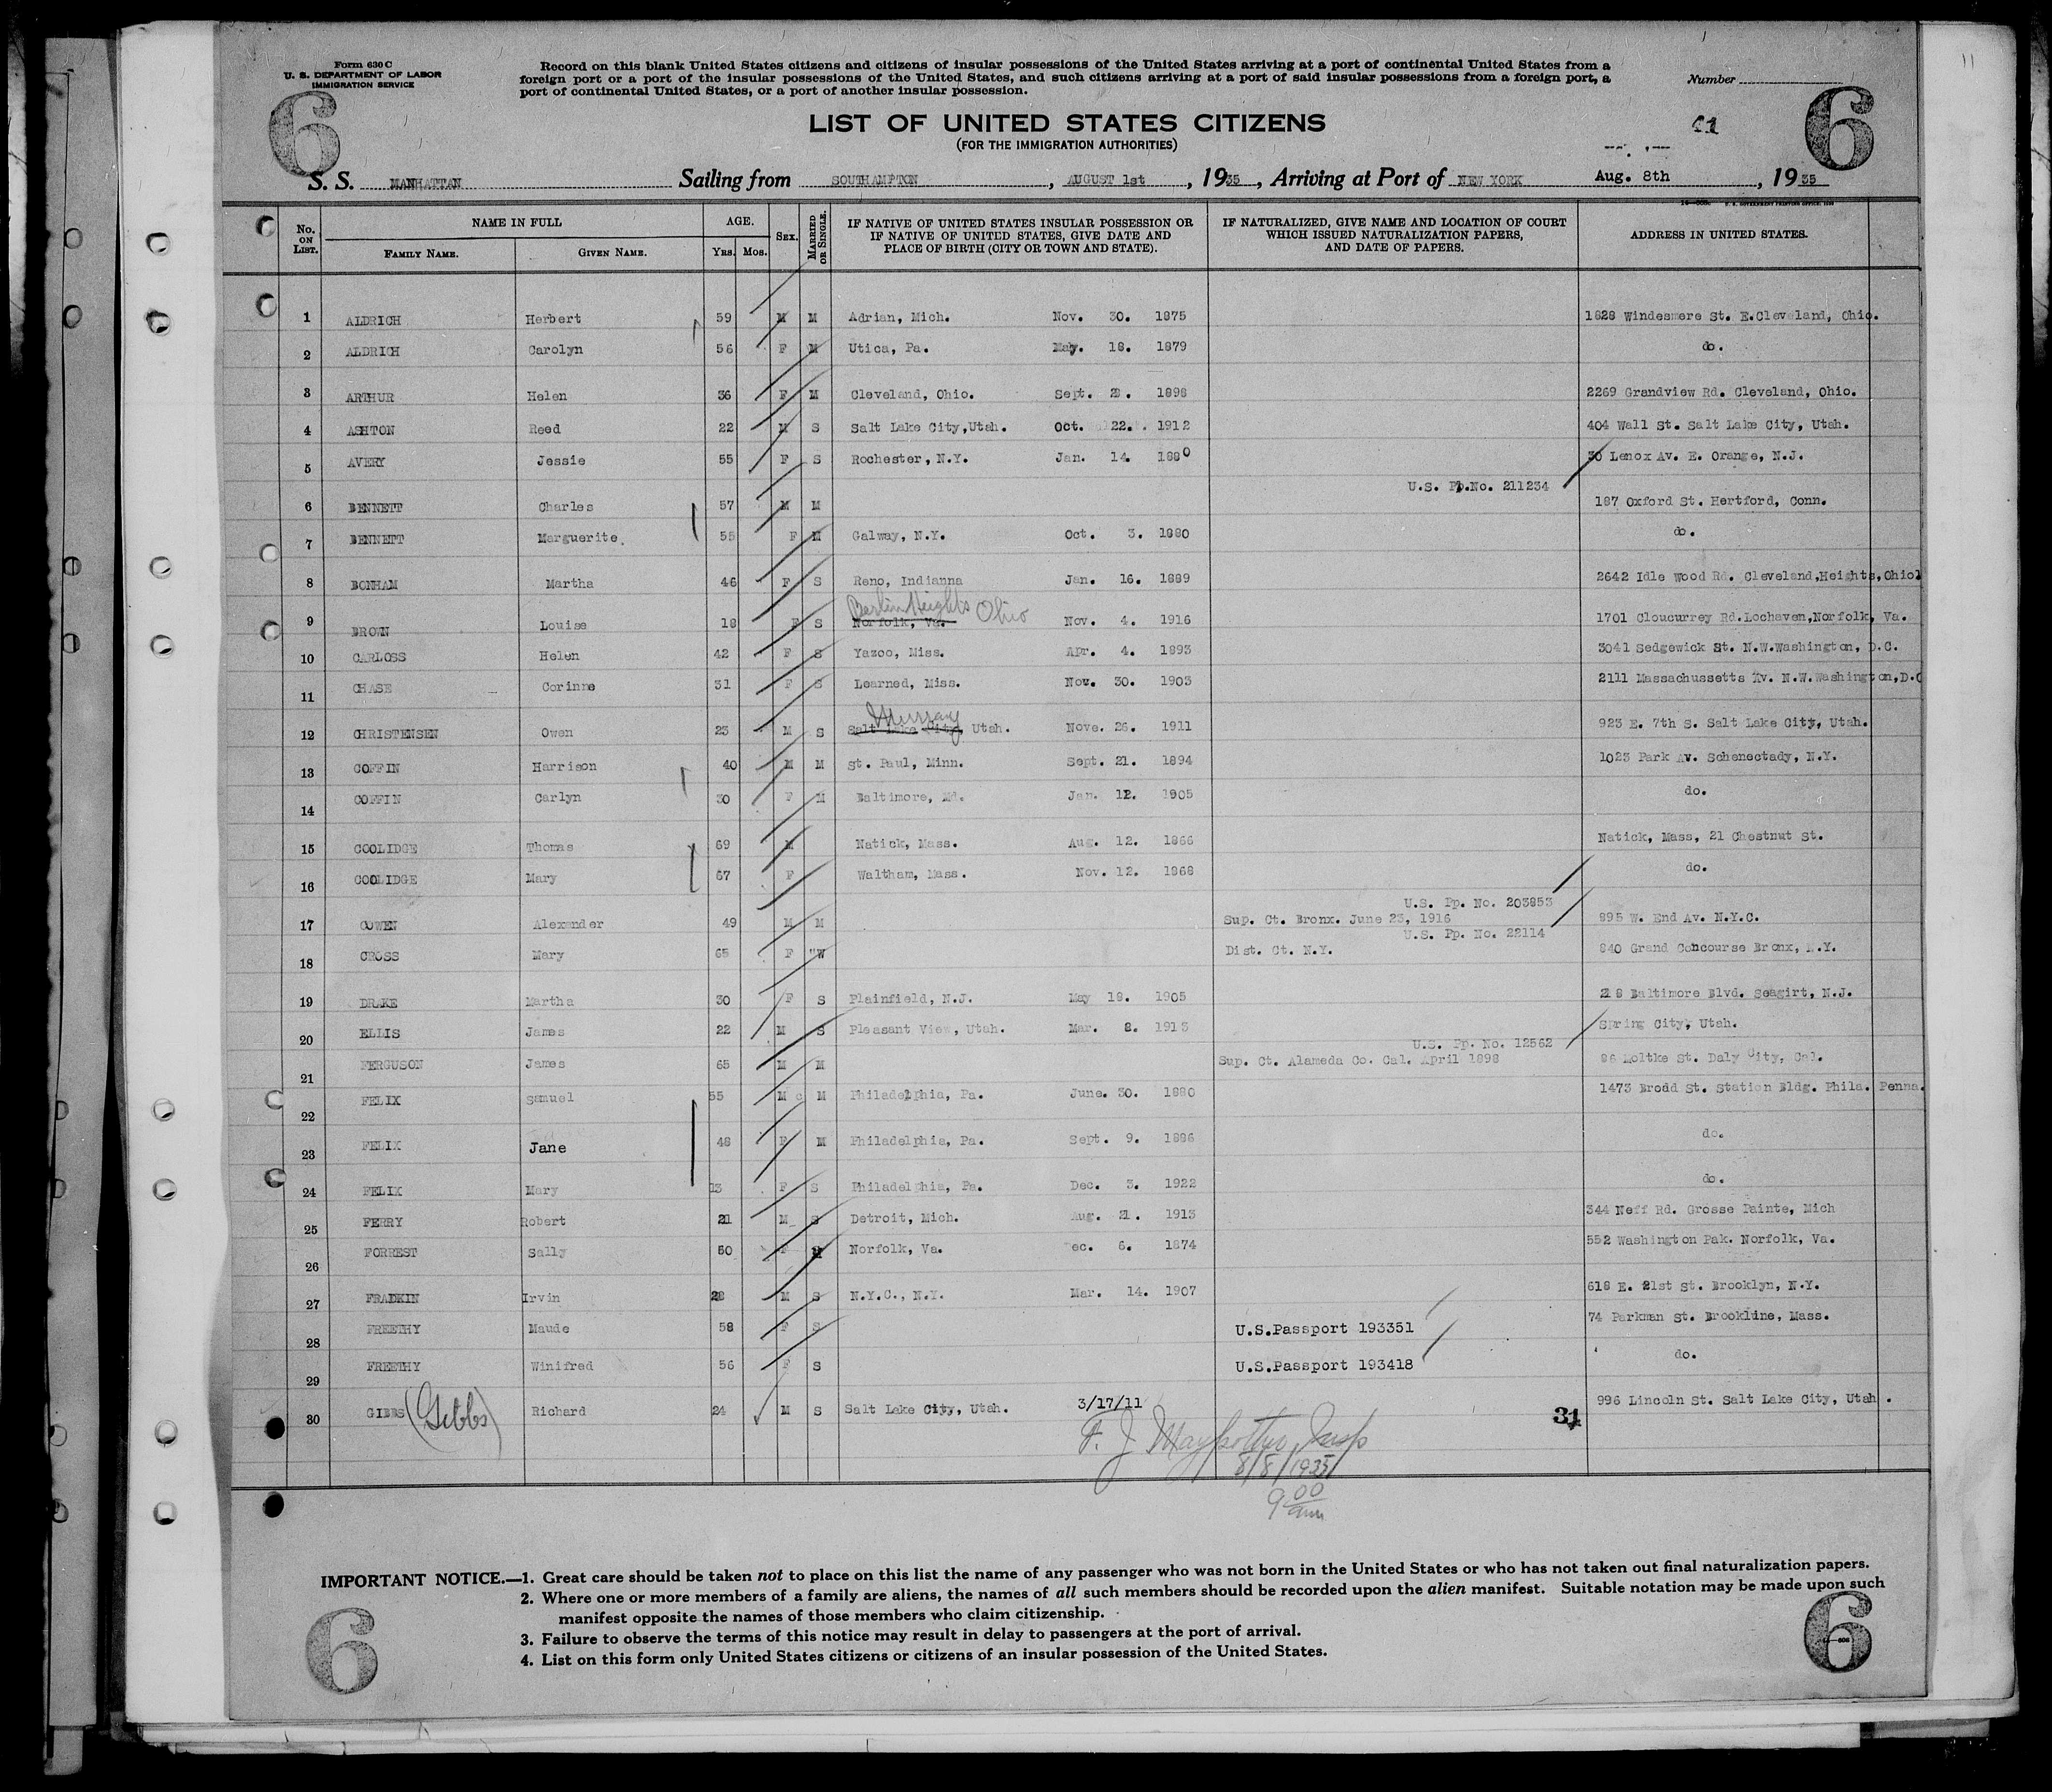 Form 630 C
U. S. DEPARTMENT OF LABOR
IMMIGRATION SERVICE
Record on this blank United States citizens and citizens of insular possessions of the United States arriving at a port of continental United States from a
foreign port or a port of the insular possessions of the United States, and such citizens arriving at a port of said insular possessions from a foreign port, a
port of continental United States, or a port of another insular possession.
Number
11
6
6
LIST OF UNITED STATES CITIZENS
(FOR THE IMMIGRATION AUTHORITIES)
S. S. MANHATTAN Sailing from SOUTHAMPTON, AUGUST 1st, 1935, Arriving at Port of NEW YORK Aug. 8th, 1935
No. ON LIST. NAME IN FULL AGE. SEX. MARRIED OR SINGLE. IF NATIVE OF UNITED STATES INSULAR POSSESSION OR IF NATIVE OF UNITED STATES, GIVE DATE AND PLACE OF BIRTH (CITY OR TOWN AND STATE). IF NATURALIZED, GIVE NAME AND LOCATION OF COURT WHICH ISSUED NATURALIZATION PAPERS, AND DATE OF PAPERS. ADDRESS IN UNITED STATES.
FAMILY NAME. GIVEN NAME. YRS. MOS.
1 ALDRICH Herbert 59 M M Adrian, Mich. Nov. 30. 1875 1828 Windesmere St. E.Cleveland, Ohio.
2 ALDRICH Carolyn 56 F M Utica, Pa. May. 18. 1879 do.
3 ARTHUR Helen 36 F M Cleveland, Ohio. Sept. 1898 2269 Grandview Rd. Cleveland, Ohio.
4 ASHTON Reed 22 M S Salt Lake City,Utah. Oct. 22. 1912 404 Wall St. Salt Lake City, Utah.
5 AVERY Jessie 55 F S Rochester, N.Y. Jan. 14. 1880 30 Lenox Av. E. Orange, N.J.
U.S. Pp.No. 211234
6 BENNETT Charles 57 M M 187 Oxford St. Hertford, Conn.
7 BENNETT Marguerite. 55 F M Galway, N.Y. Oct. 3. 1880 do.
8 BONHAM Martha 46 F S Reno, Indianna Jan. 16. 1889 2642 Idle Wood Rd. Cleveland,Heights,Ohio
Berlin Heights Ohio
9 BROWN Louise 18 F S Norfolk, Va. Nov. 4. 1916 1701 Cloucurrey Rd.Lochaven,Norfolk, Va.
10 CARLOSS Helen 42 F S Yazoo, Miss. Apr. 4. 1893 3041 Sedgewick St. N.W.Washington, D.C.
11 CHASE Corinne 31 F S Learned, Miss. Nov. 30. 1903 2111 Massachussetts Av. N.W.Washington,D.C
Murray
12 CHRISTENSEN Owen 23 M S Salt Lake City, Utah. Nove. 26. 1911 923 E. 7th S. Salt Lake City, Utah.
13 COFFIN Harrison 40 M M St. Paul, Minn. Sept. 21. 1894 1023 Park Av. Schenectady, N.Y.
14 COFFIN Carlyn 30 F M Baltimore, Md. Jan. 12. 1905 do.
15 COOLIDGE Thomas 69 M Natick, Mass. Aug. 12. 1866 Natick, Mass, 21 Chestnut St.
16 COOLIDGE Mary 67 F Waltham, Mass. Nov. 12. 1868 do.
U.S. Pp. No. 203853
17 COWEN Alexander 49 M M Sup. Ct. Bronx. June 23, 1916 895 W. End Av. N.Y.C.
U.S. Pp. No. 22114
18 CROSS Mary 65 F W Dist. Ct. N.Y. 840 Grand Concourse Bronx, N.Y.
19 DRAKE Martha 30 F S Plainfield, N.J. May 18. 1905 218 Baltimore Blvd. Seagirt, N.J.
20 ELLIS James 22 M S Pleasant View, Utah. Mar. 8. 1913 Spring City, Utah.
U.S. Pp. No. 12562
21 FERGUSON James 65 M M Sup. Ct. Alameda Co. Cal. April 1898 86 Moltke St. Daly City, Cal.
22 FELIX Samuel 55 M M Philadelphia, Pa. June. 30. 1880 1473 Brodd St. Station Bldg. Phila. Penna.
23 FELIX Jane 48 F M Philadelphia, Pa. Sept. 9. 1886 do.
24 FELIX Mary 13 F S Philadelphia, Pa. Dec. 3. 1922 do.
25 FERRY Robert 21 M S Detroit, Mich. Aug. 21. 1913 344 Neff Rd. Grosse Painte, Mich
26 FORREST Sally 50 F Norfolk, Va. Dec. 6. 1874 552 Washington Pak. Norfolk, Va.
27 FRADKIN Irvin 28 M S N.Y.C., N.Y. Mar. 14. 1907 618 E. 21st St. Brooklyn, N.Y.
28 FREETHY Maude 58 F S U.S.Passport 193351 74 Parkman St. Brookline, Mass.
29 FREETHY Winifred 56 F S U.S.Passport 193418 do.
30 GIBBS (Gibbs) Richard 24 M S Salt Lake City, Utah. 3/17/11 996 Lincoln St. Salt Lake City, Utah.
8/8/1935
9 00 am
IMPORTANT NOTICE.—1. Great care should be taken not to place on this list the name of any passenger who was not born in the United States or who has not taken out final naturalization papers.
2. Where one or more members of a family are aliens, the names of all such members should be recorded upon the alien manifest. Suitable notation may be made upon such
manifest opposite the names of those members who claim citizenship.
3. Failure to observe the terms of this notice may result in delay to passengers at the port of arrival.
4. List on this form only United States citizens or citizens of an insular possession of the United States.
6
6